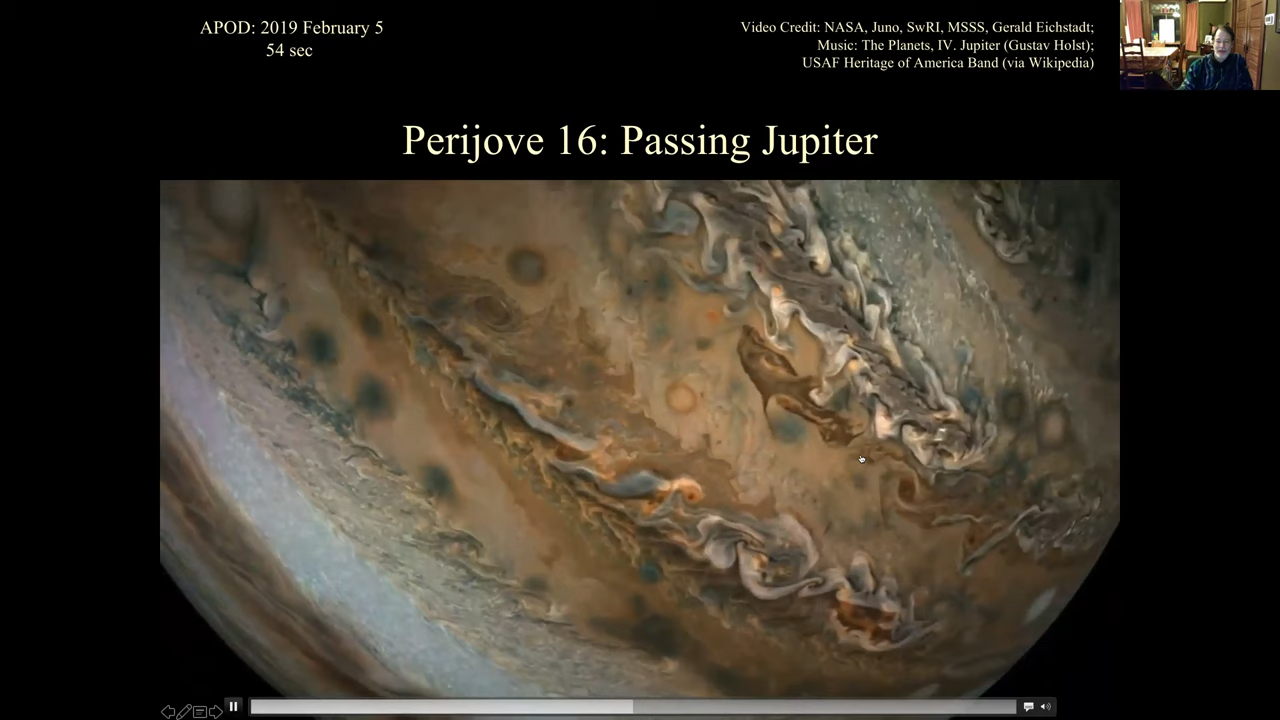 APOD: 2019 February 5
54 sec
Video Credit: NASA, Juno, SwRI, MSSS, Gerald Eichstadt;
Music: The Planets, IV. Jupiter (Gustav Holst);
USAF Heritage of America Band (via Wikipedia)
Perijove 16: Passing Jupiter